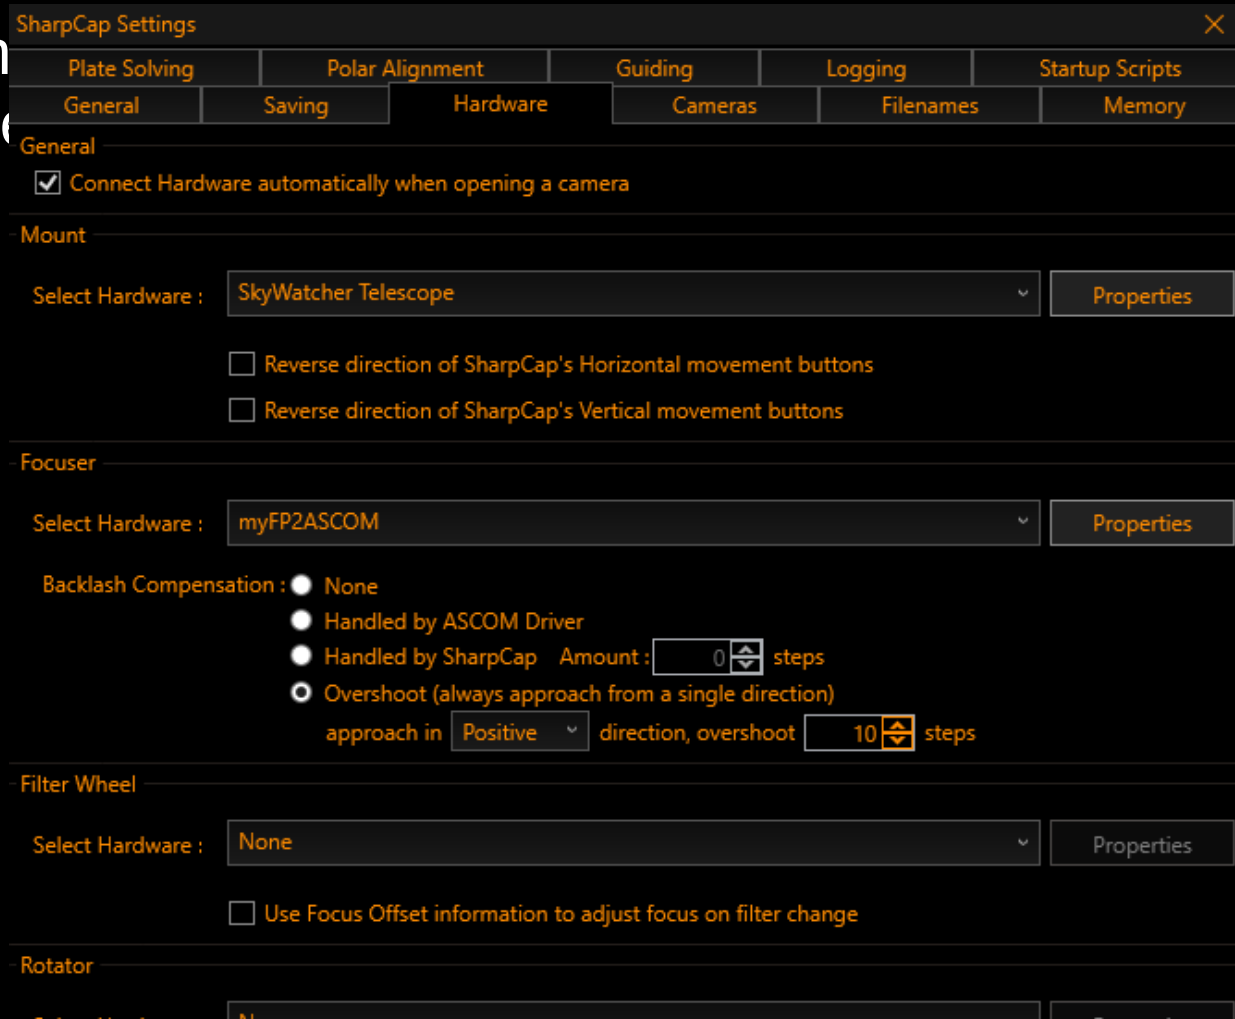 SharpCap Settings
Plate Solving Polar Alignment Guiding Logging Startup Scripts
General Saving Hardware Cameras Filenames Memory
General
Connect Hardware automatically when opening a camera
Mount
Select Hardware : SkyWatcher Telescope Properties
Reverse direction of SharpCap's Horizontal movement buttons
Reverse direction of SharpCap's Vertical movement buttons
Focuser
Select Hardware : myFP2ASCOM Properties
Backlash Compensation : None
Handled by ASCOM Driver
Handled by SharpCap Amount : 0 steps
Overshoot (always approach from a single direction)
approach in Positive direction, overshoot 10 steps
Filter Wheel
Select Hardware : None Properties
Use Focus Offset information to adjust focus on filter change
Rotator